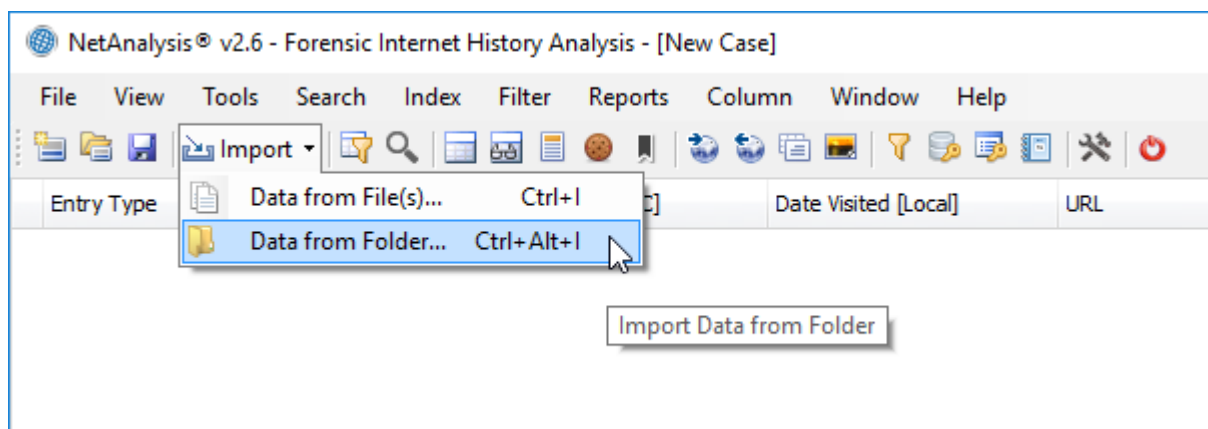 NetAnalysis® v2.6 - Forensic Internet History Analysis - [New Case]
File View Tools Search Index Filter Reports Column Window Help
Import
Entry Type C] Date Visited [Local] URL
Data from File(s)... Ctrl+I
Data from Folder... Ctrl+Alt+I
Import Data from Folder